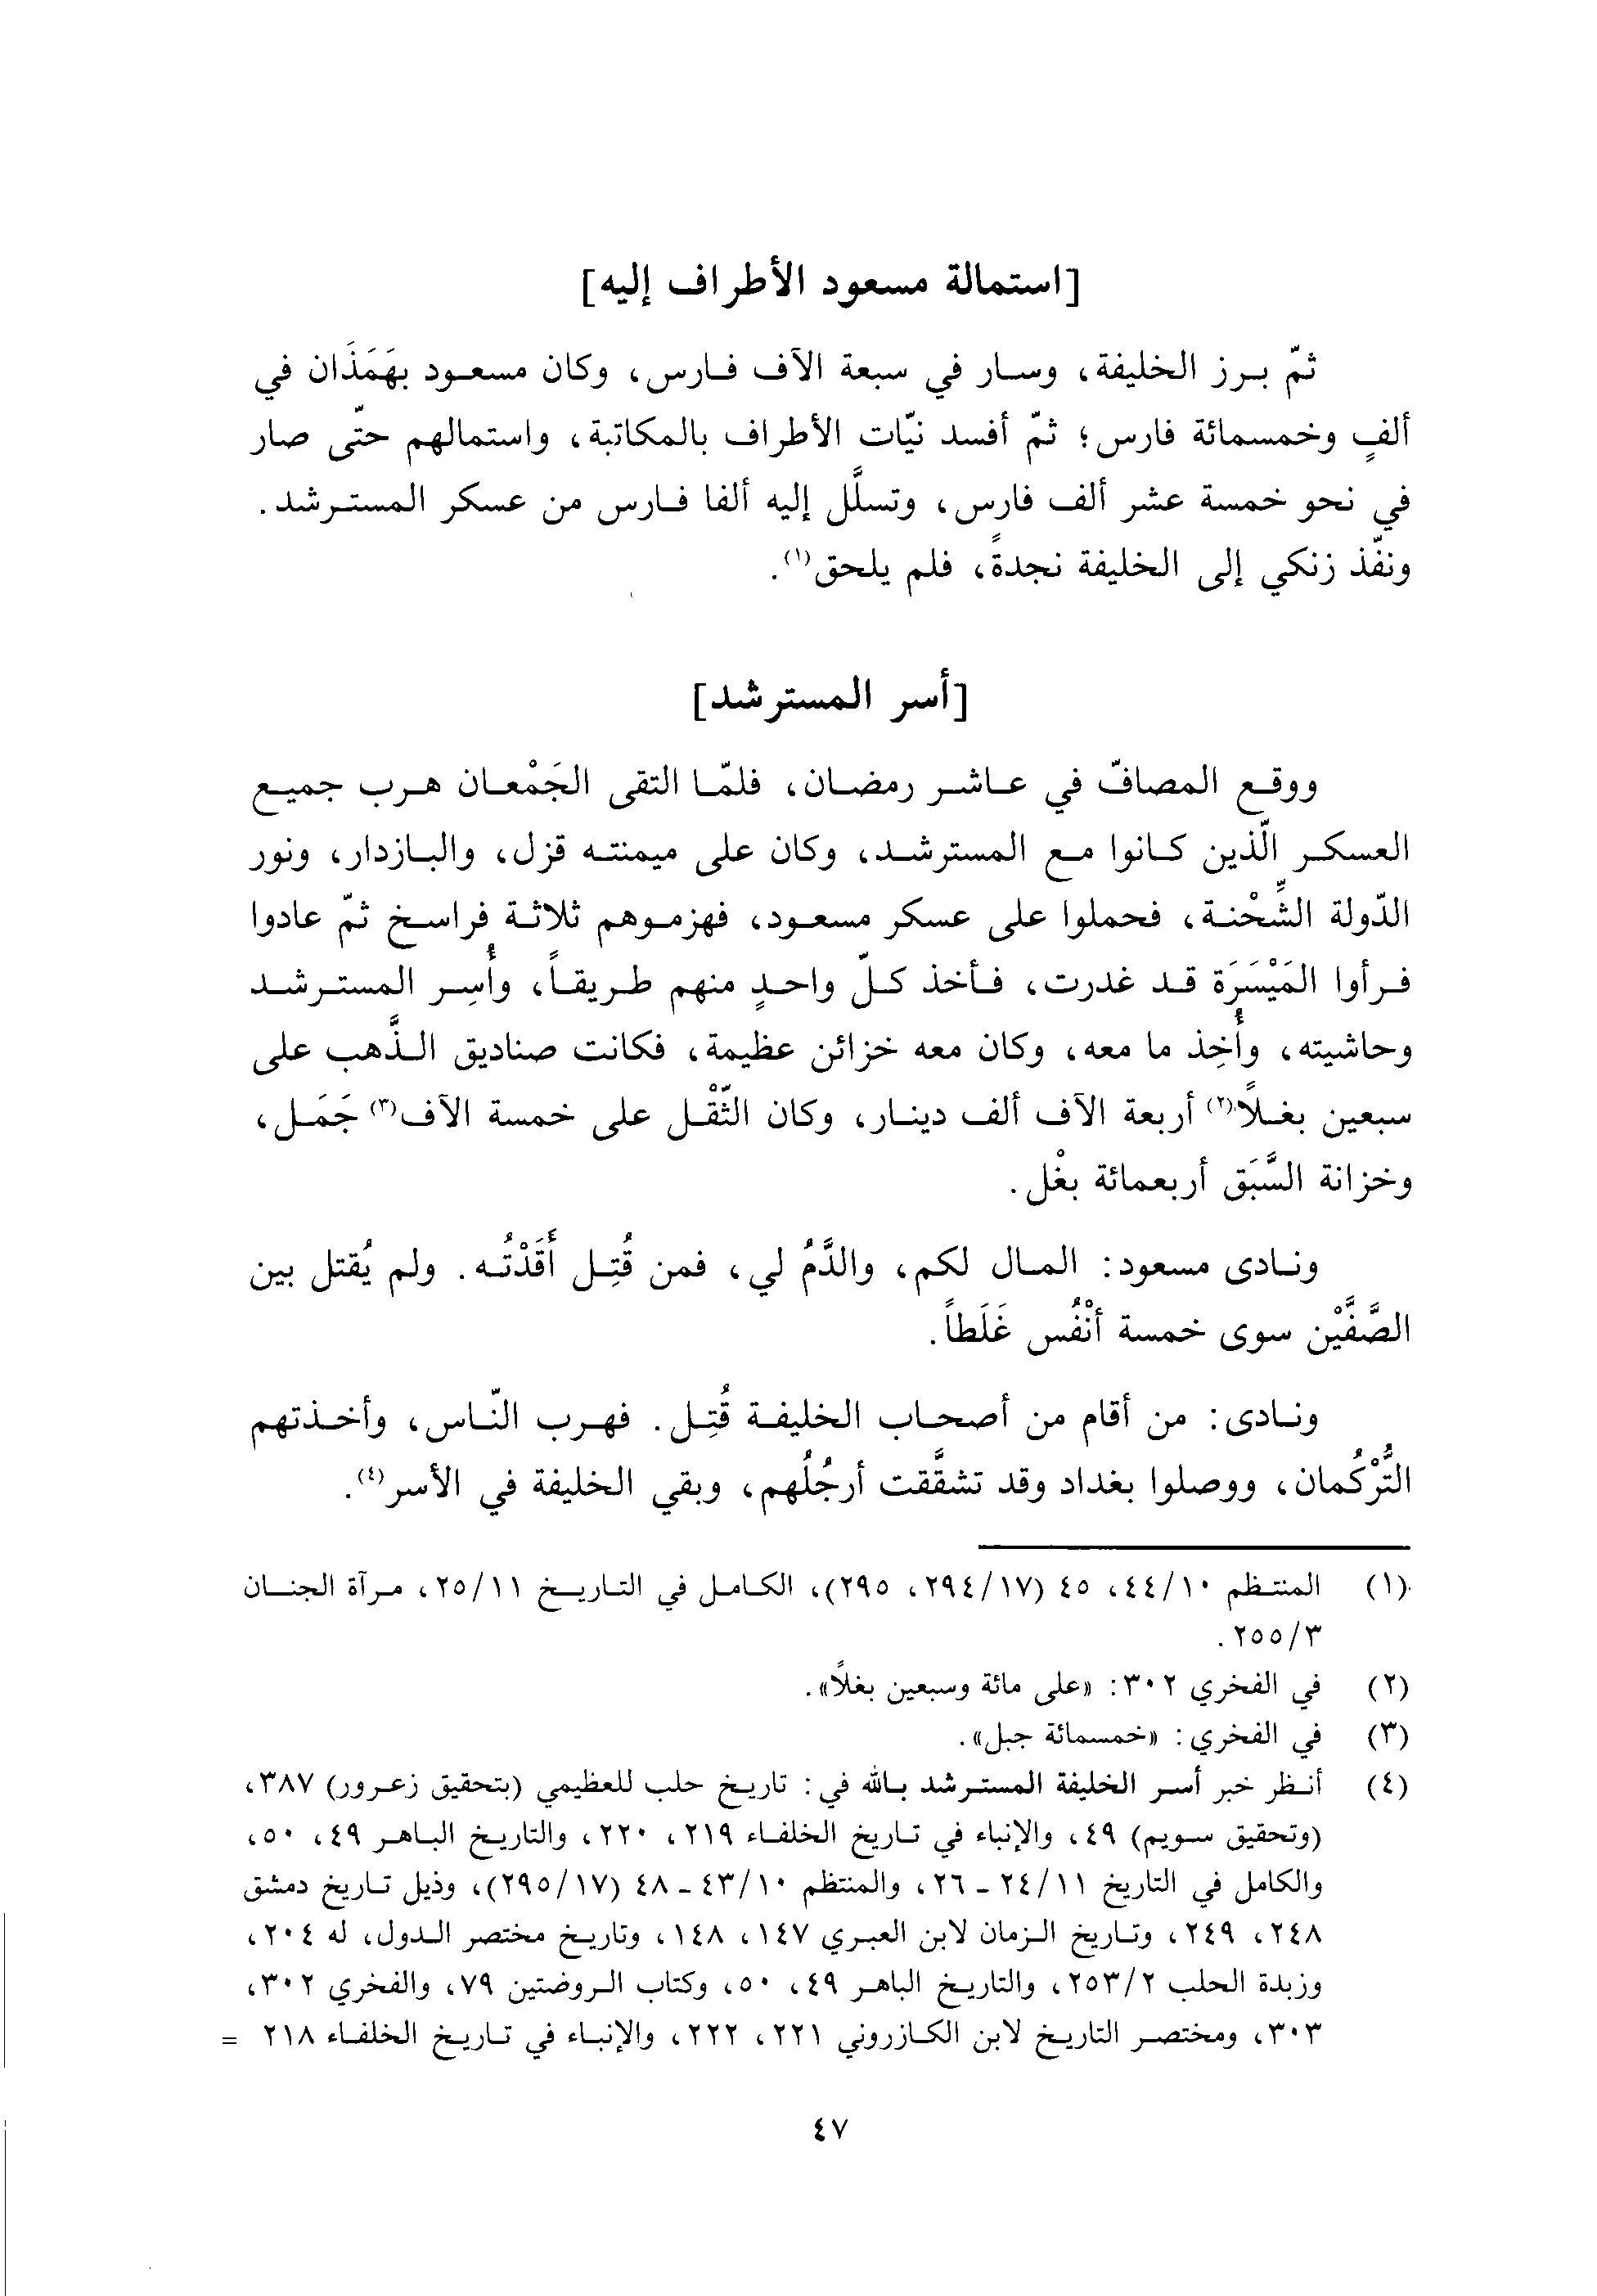 [استمالة مسعود الأطراف إليه]
ثمّ برز الخليفة، وسار في سبعة الآف فارس، وكان مسعود بهَمَذَان في
ألفٍ وخمسمائة فارس؛ ثمّ أفسد نيّات الأطراف بالمكاتبة، واستمالهم حتّى صار
في نحو خمسة عشر ألف فارس، وتسلَّل إليه ألفا فارس من عسكر المسترشد.
ونفّذ زنكي إلى الخليفة نجدةً، فلم يلحق(١).
[أسر المسترشد]
ووقع المصافّ في عاشر رمضان، فلمّا التقى الجَمْعان هرب جميع
العسكر الّذين كانوا مع المسترشد، وكان على ميمنته قزل، والبازدار، ونور
الدّولة الشِّحْنة، فحملوا على عسكر مسعود، فهزموهم ثلاثة فراسخ ثمّ عادوا
فرأوا المَيْسَرَة قد غدرت، فأخذ كلّ واحدٍ منهم طريقاً، وأُسِر المسترشد
وحاشيته، وأُخِذ ما معه، وكان معه خزائن عظيمة، فكانت صناديق الذَّهب على
سبعين بغلاً(٢) أربعة الآف ألف دينار، وكان الثّقْل على خمسة الآف(٣) جَمَل،
وخزانة السَّبَق أربعمائة بغْل.
ونادى مسعود: المال لكم، والدَّمُ لي، فمن قُتِل أَقَدْتُه. ولم يُقتل بين
الصَّفَّيْن سوى خمسة أنْفُس غَلَطاً.
ونادى: من أقام من أصحاب الخليفة قُتِل. فهرب النّاس، وأخذتهم
التُّرْكُمان، ووصلوا بغداد وقد تشقَّقت أرجُلُهم، وبقي الخليفة في الأسر(٤).
(١) المنتظم ٤٤/١٠، ٤٥ (٢٩٤/١٧، ٢٩٥)، الكامل في التاريخ ٢٥/١١، مرآة الجنان
٢٥٥/٣.
(٢) في الفخري ٣٠٢: «على مائة وسبعين بغلاً».
(٣) في الفخري: «خمسمائة جبل».
(٤) أنظر خبر أسر الخليفة المسترشد بالله في: تاريخ حلب للعظيمي (بتحقيق زعرور) ٣٨٧،
(وتحقيق سويم) ٤٩، والإنباء في تاريخ الخلفاء ٢١٩، ٢٢٠، والتاريخ الباهر ٤٩، ٥٠،
والكامل في التاريخ ٢٤/١١ ـ ٢٦، والمنتظم ٤٣/١٠ ـ ٤٨ (٢٩٥/١٧)، وذيل تاريخ دمشق
٢٤٨، ٢٤٩، وتاريخ الزمان لابن العبري ١٤٧، ١٤٨، وتاريخ مختصر الدول، له ٢٠٤،
وزبدة الحلب ٢٥٣/٢، والتاريخ الباهر ٤٩، ٥٠، وكتاب الروضتين ٧٩، والفخري ٣٠٢،
٣٠٣، ومختصر التاريخ لابن الكازروني ٢٢١، ٢٢٢، والإنباء في تاريخ الخلفاء ٢١٨ =
٤٧